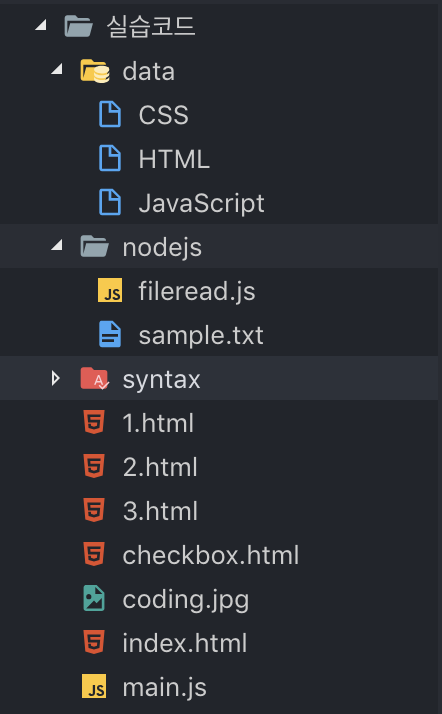 실습코드
data
CSS
HTML
JavaScript
nodejs
JS fileread.js
sample.txt
syntax
1.html
2.html
3.html
checkbox.html
coding.jpg
index.html
JS main.js